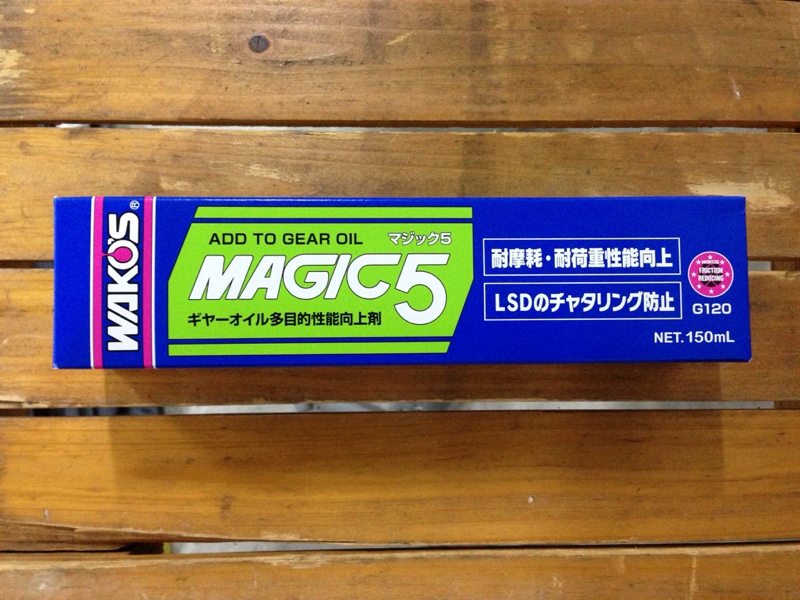 WAKO'S®
ADD TO GEAR OIL マジック5
MAGIC5
ギヤーオイル多目的性能向上剤
耐摩耗・耐荷重性能向上
LSDのチャタリング防止
FRICTION
REDUCING
G120
NET. 150mL